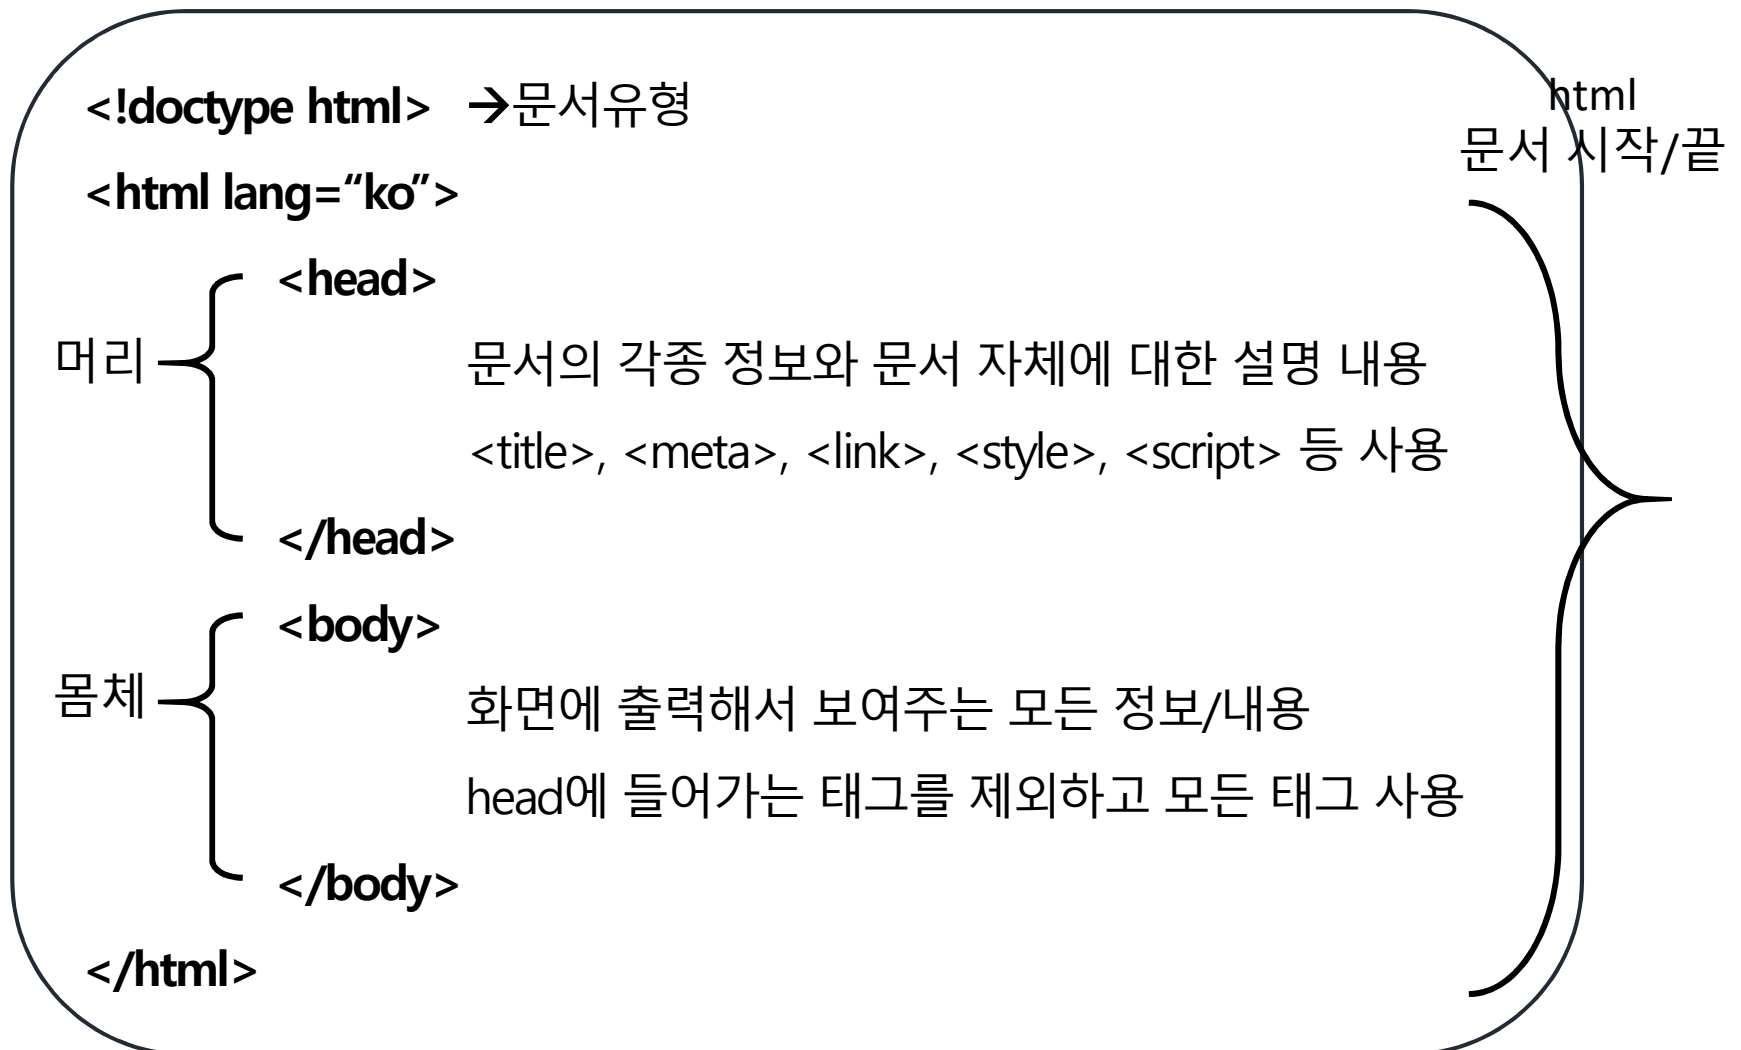 <!doctype html> →문서유형
html
문서 시작/끝
<html lang=“ko”>
<head>
머리
문서의 각종 정보와 문서 자체에 대한 설명 내용
<title>, <meta>, <link>, <style>, <script> 등 사용
</head>
<body>
몸체
화면에 출력해서 보여주는 모든 정보/내용
head에 들어가는 태그를 제외하고 모든 태그 사용
</body>
</html>